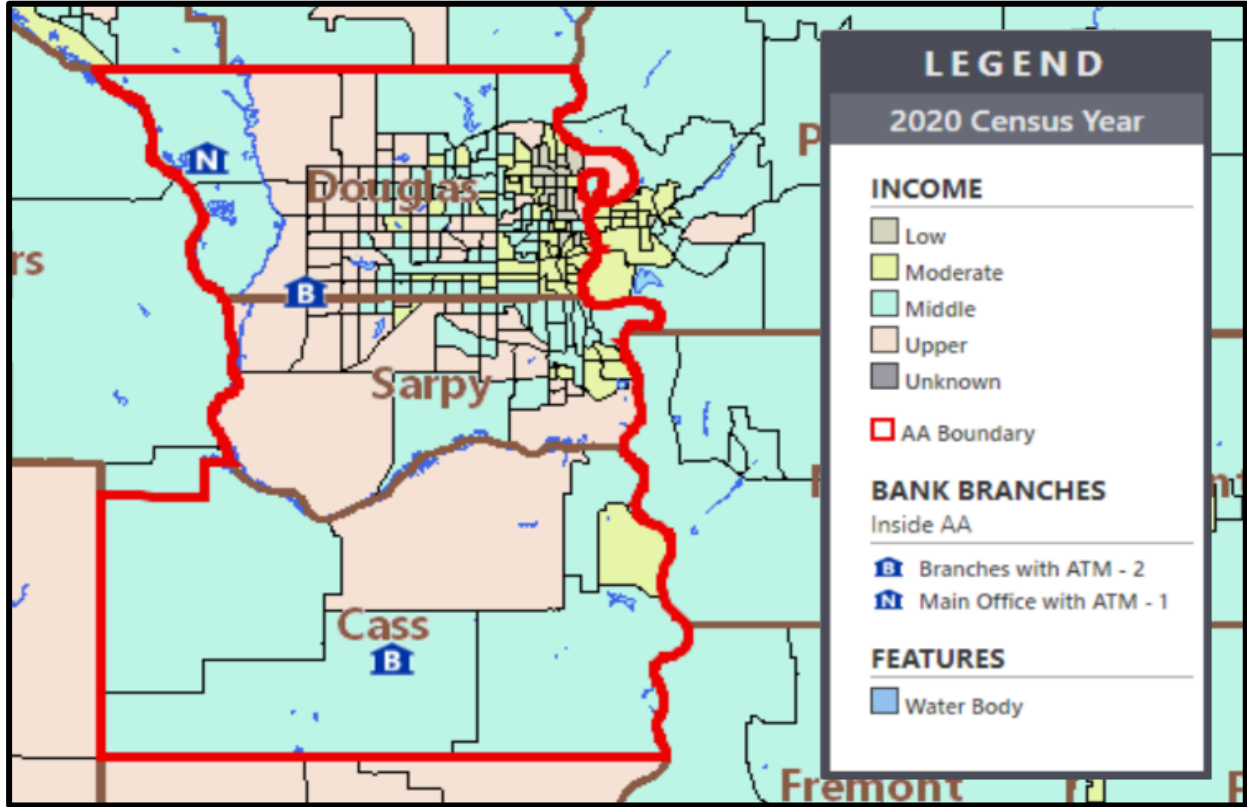 LEGEND
2020 Census Year
INCOME
Low
Moderate
Middle
Upper
Unknown
AA Boundary
BANK BRANCHES
Inside AA
B Branches with ATM - 2
N Main Office with ATM - 1
FEATURES
Water Body
P
N
Douglas
rs
B
Sarpy
Cass
B
Fremont